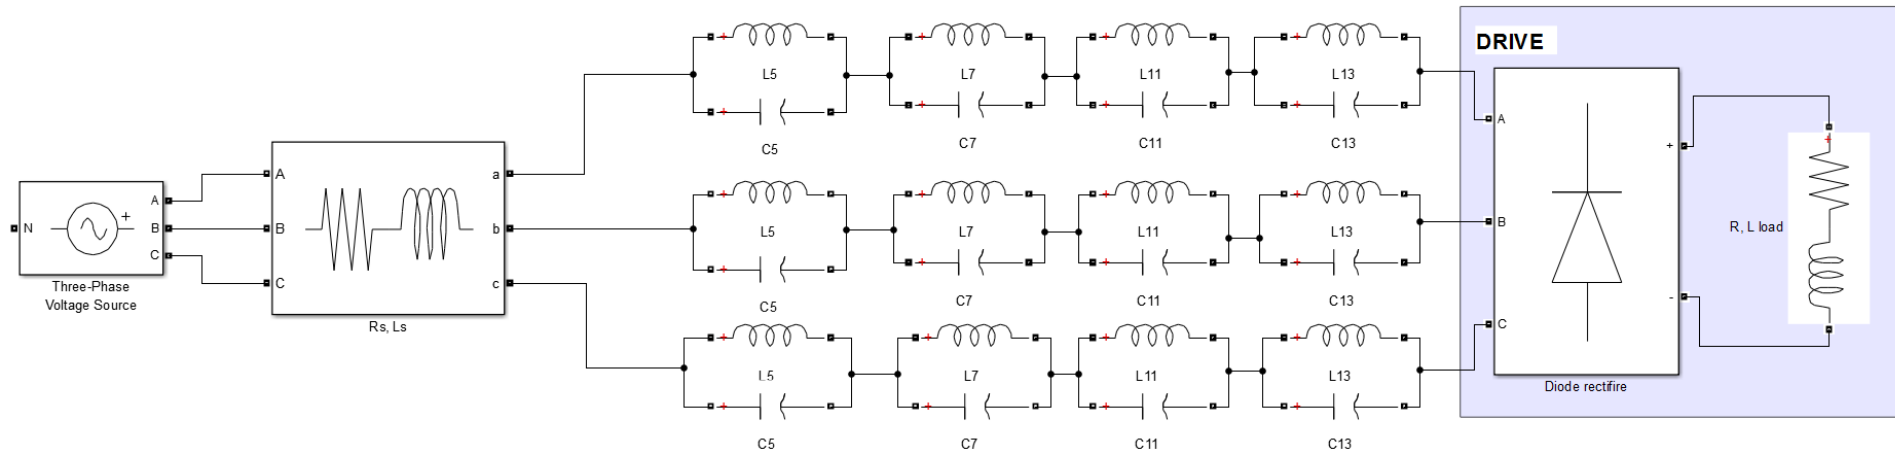 DRIVE
L5
L7
L11
L13
C5
C7
C11
C13
A
B
C
N
+
Three-Phase
Voltage Source
A
B
C
a
b
c
Rs, Ls
L5
L7
L11
L13
C5
C7
C11
C13
L5
L7
L11
L13
C5
C7
C11
C13
A
B
C
+
-
Diode rectifire
R, L load